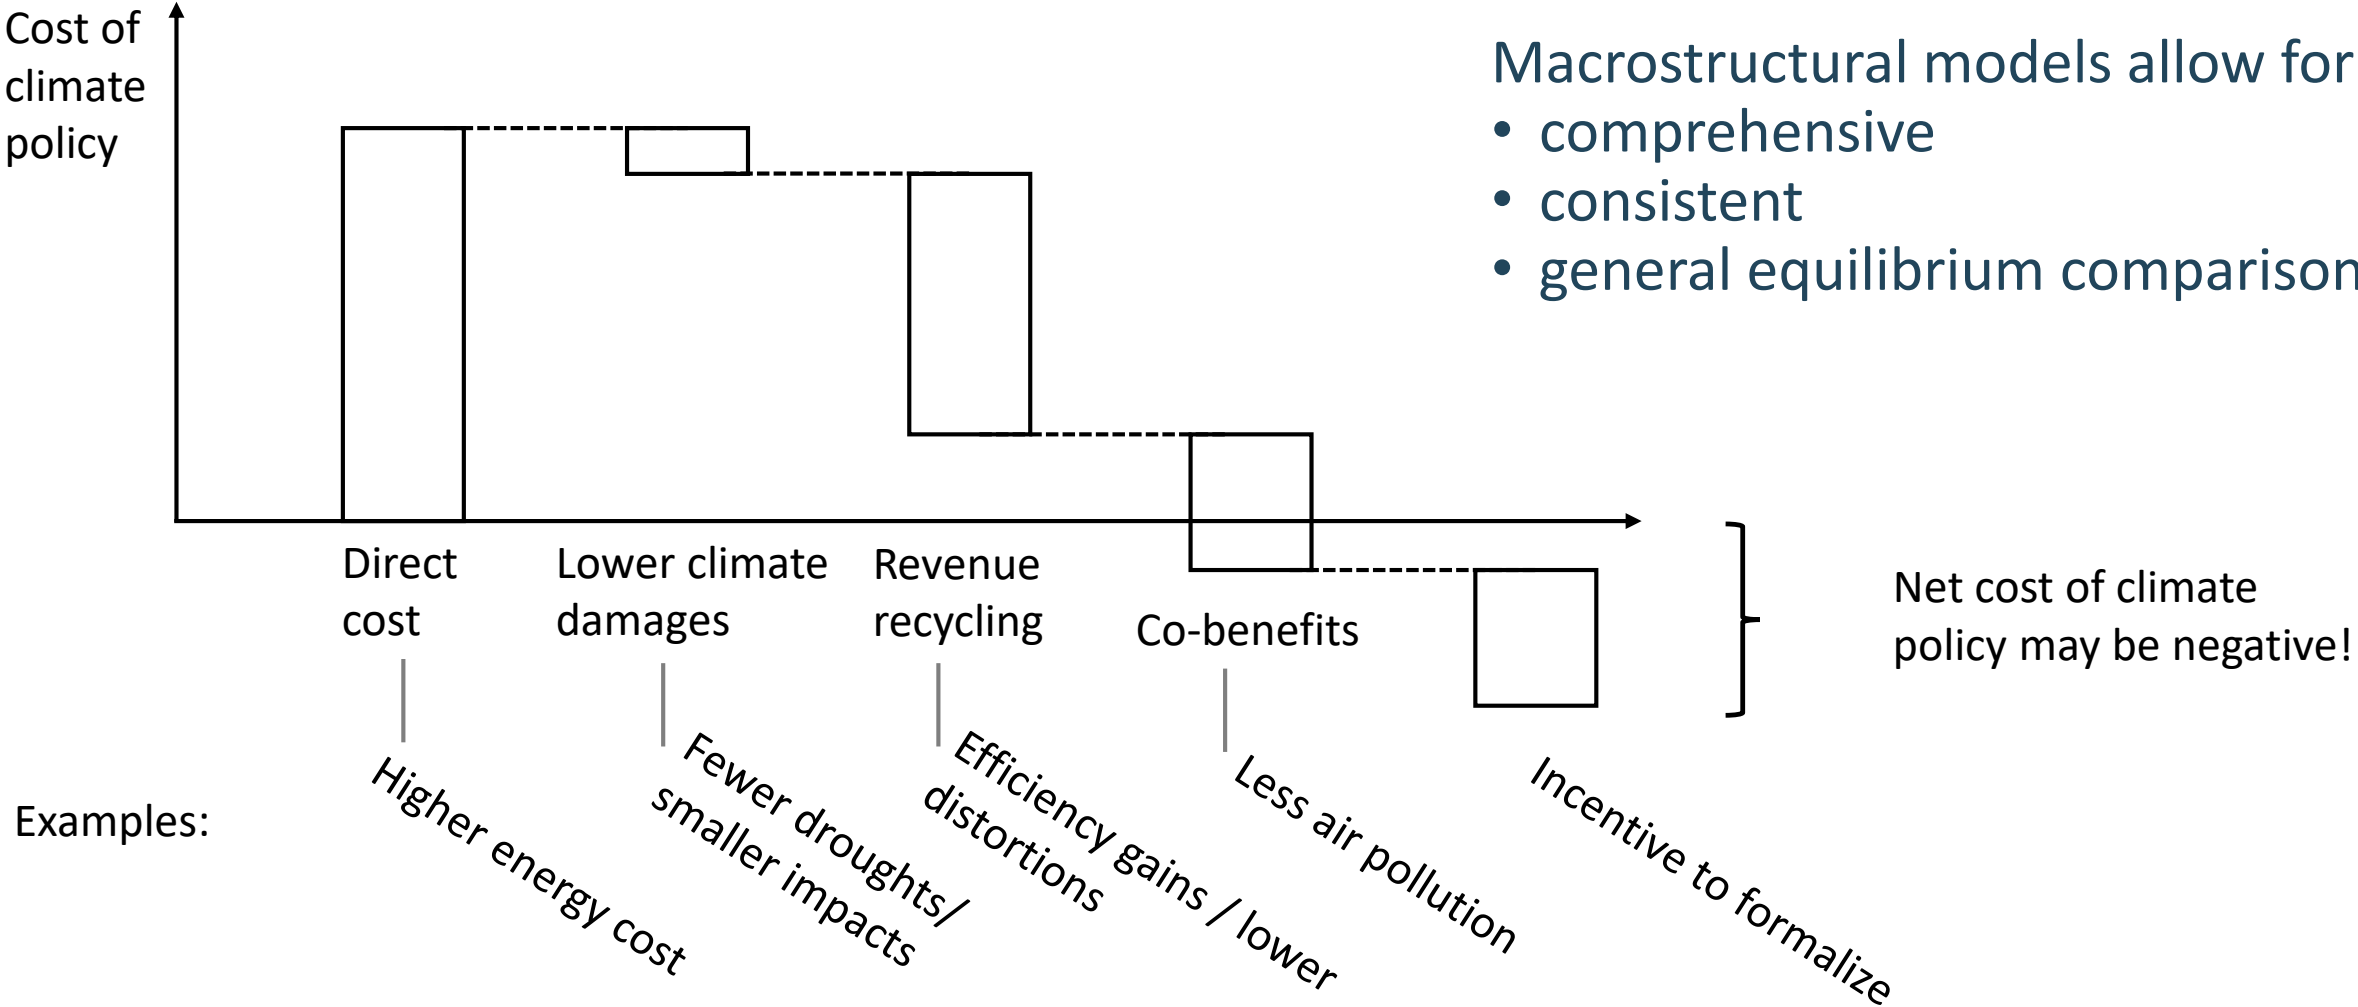 Cost of
climate
policy
Macrostructural models allow for
• comprehensive
• consistent
• general equilibrium comparison
Direct
cost
Lower climate
damages
Revenue
recycling
Co-benefits
Net cost of climate
policy may be negative!
Examples:
Higher energy cost
Fewer droughts/
smaller impacts
Efficiency gains / lower
distortions
Less air pollution
Incentive to formalize